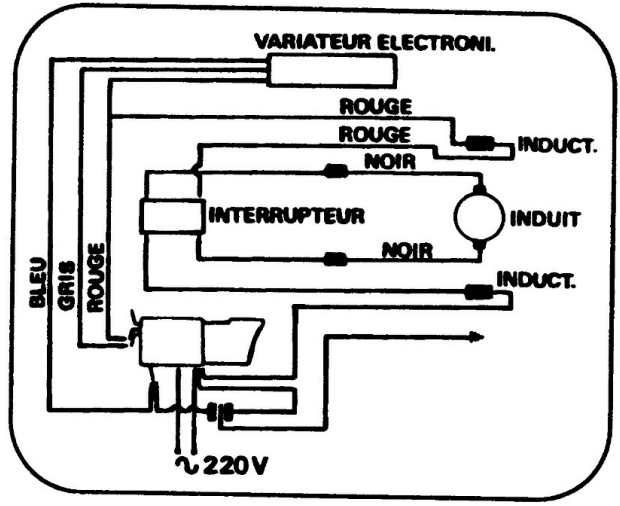 VARIATEUR ELECTRONI.
ROUGE
ROUGE
INDUCT.
NOIR
INTERRUPTEUR
INDUIT
NOIR
BLEU
GRIS
ROUGE
INDUCT.
∿ 220V